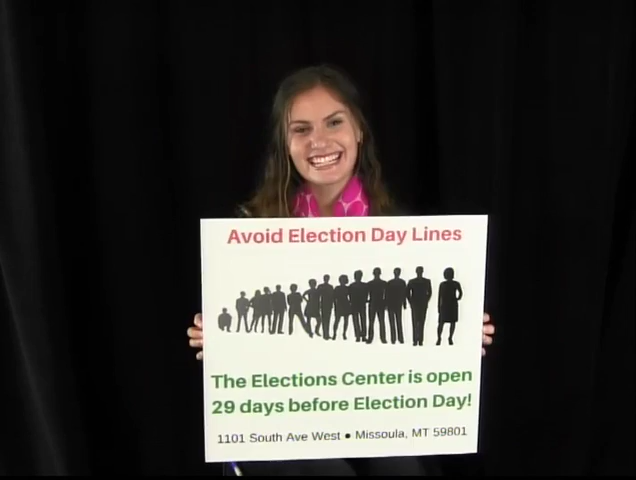 Avoid Election Day Lines
The Elections Center is open
29 days before Election Day!
1101 South Ave West ● Missoula, MT 59801